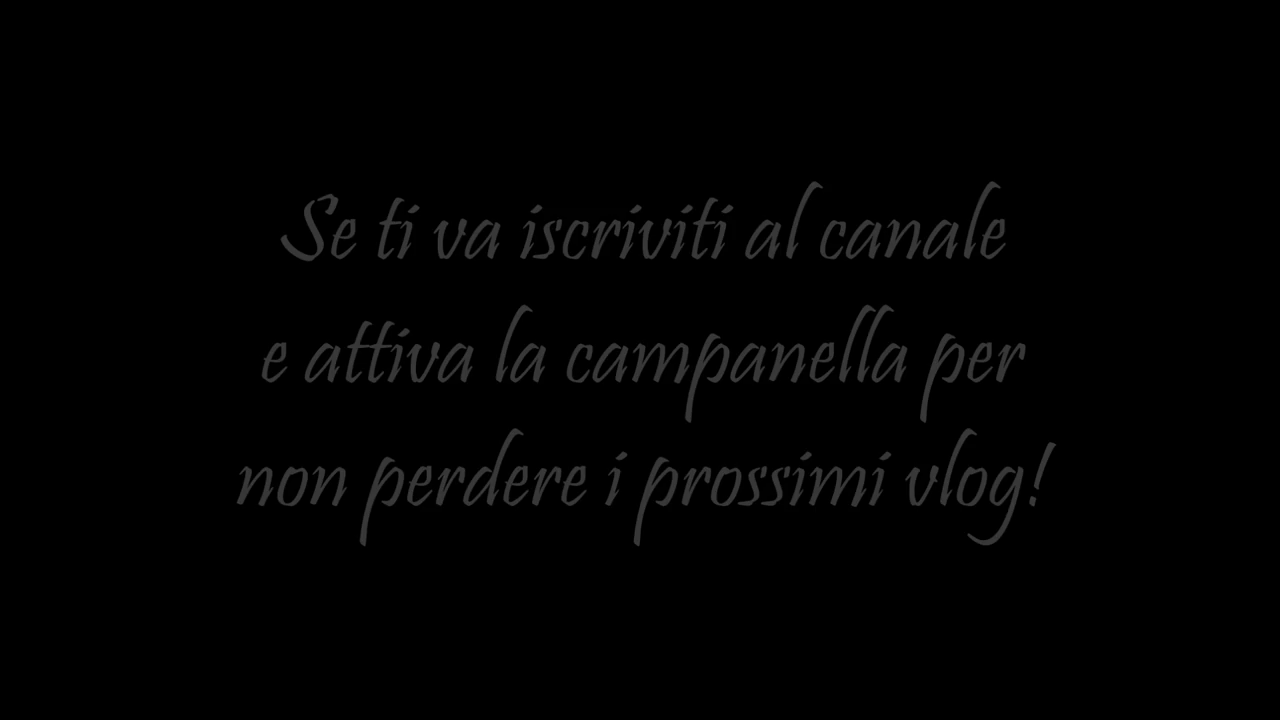 Se ti va iscriviti al canale
e attiva la campanella per
non perdere i prossimi vlog!